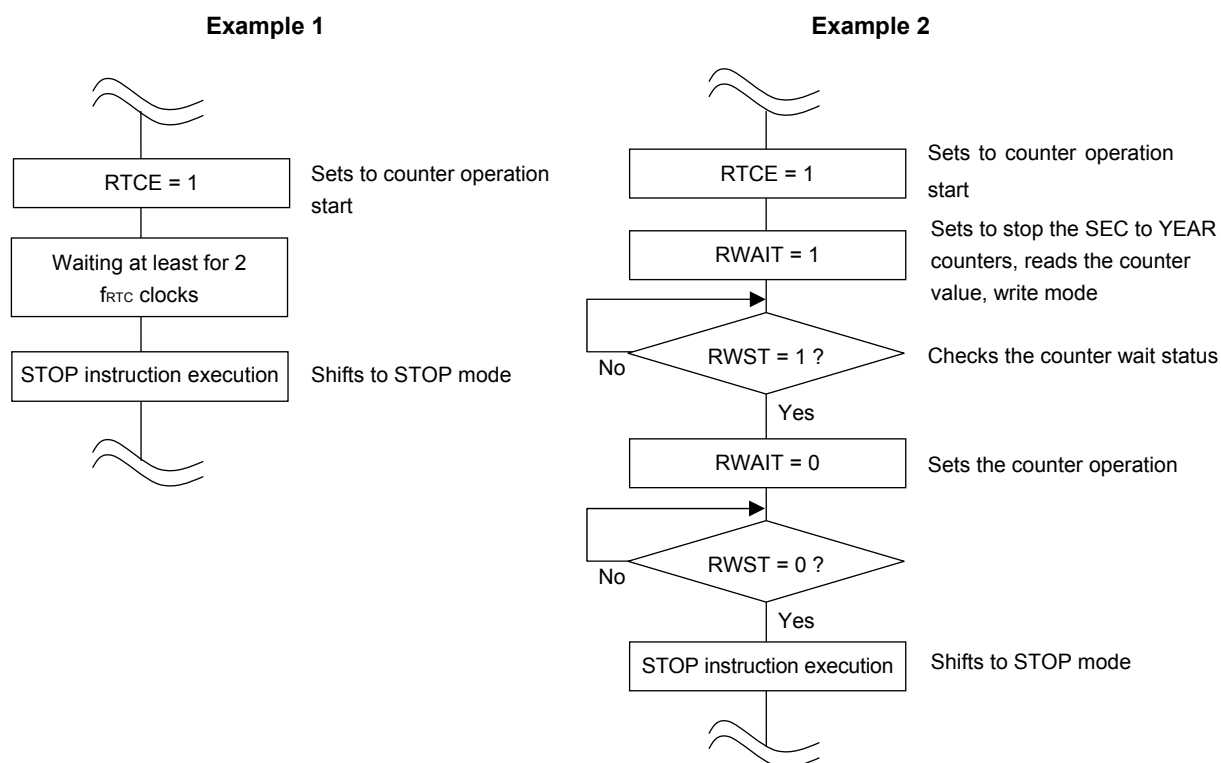 Example 1
RTCE = 1
Sets to counter operation
start
Waiting at least for 2
fRTC clocks
STOP instruction execution
Shifts to STOP mode
Example 2
RTCE = 1
Sets to counter operation
start
RWAIT = 1
Sets to stop the SEC to YEAR
counters, reads the counter
value, write mode
RWST = 1 ?
No
Checks the counter wait status
Yes
RWAIT = 0
Sets the counter operation
RWST = 0 ?
No
Yes
STOP instruction execution
Shifts to STOP mode